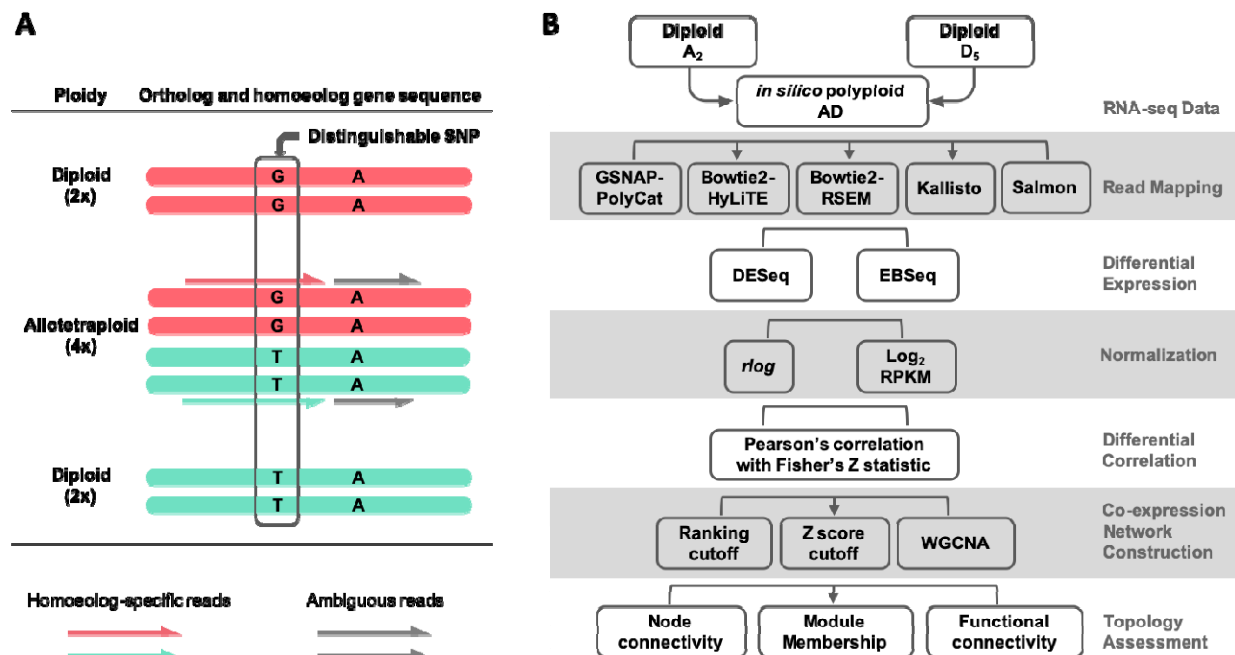 A
Ploidy Ortholog and homoeolog gene sequence
Distinguishable SNP
Diploid
(2x)
G A
G A
Allotetraploid
(4x)
G A
G A
T A
T A
Diploid
(2x)
T A
T A
Homoeolog-specific reads Ambiguous reads
B
Diploid
A₂
Diploid
D₅
in silico polyploid
AD
RNA-seq Data
GSNAP-
PolyCat
Bowtie2-
HyLiTE
Bowtie2-
RSEM
Kallisto
Salmon
Read Mapping
DESeq
EBSeq
Differential
Expression
rlog
Log₂
RPKM
Normalization
Pearson's correlation
with Fisher's Z statistic
Differential
Correlation
Ranking
cutoff
Z score
cutoff
WGCNA
Co-expression
Network
Construction
Node
connectivity
Module
Membership
Functional
connectivity
Topology
Assessment